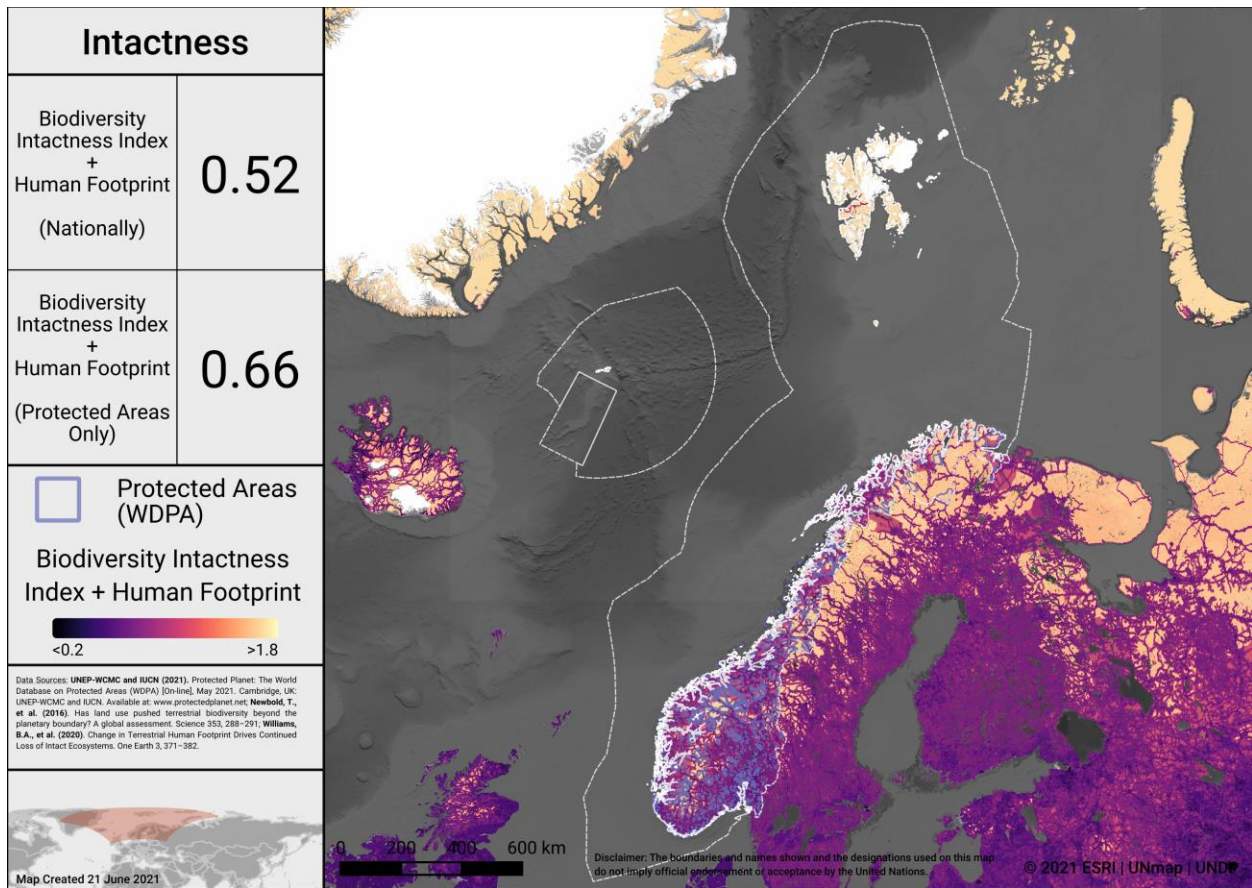 Intactness
Biodiversity
Intactness Index
+
Human Footprint
(Nationally)
0.52
Biodiversity
Intactness Index
+
Human Footprint
(Protected Areas
Only)
0.66
Protected Areas
(WDPA)
Biodiversity Intactness
Index + Human Footprint
<0.2 >1.8
Data Sources: UNEP-WCMC and IUCN (2021). Protected Planet: The World
Database on Protected Areas (WDPA) [On-line], May 2021. Cambridge, UK:
UNEP-WCMC and IUCN. Available at: www.protectedplanet.net; Newbold, T.,
et al. (2016). Has land use pushed terrestrial biodiversity beyond the
planetary boundary? A global assessment. Science 353, 288–291; Williams,
B.A., et al. (2020). Change in Terrestrial Human Footprint Drives Continued
Loss of Intact Ecosystems. One Earth 3, 371–382.
Map Created 21 June 2021
0 200 400 600 km
Disclaimer: The boundaries and names shown and the designations used on this map
do not imply official endorsement or acceptance by the United Nations.
© 2021 ESRI | UNmap | UNDP